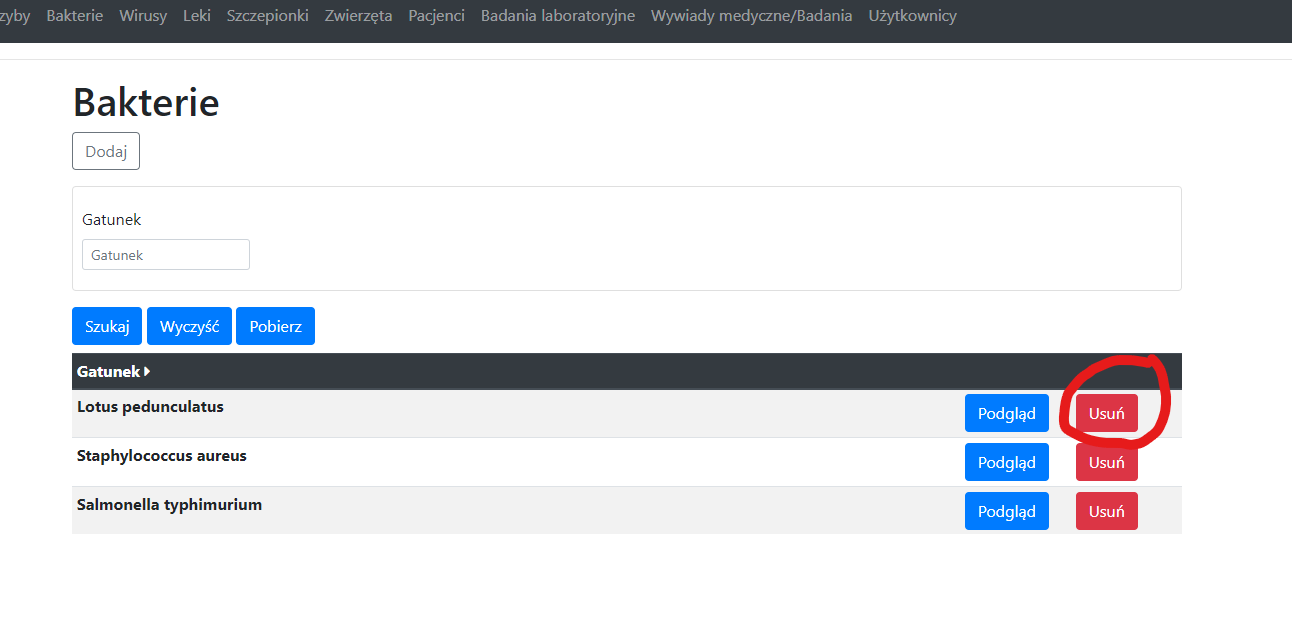 zyby Bakterie Wirusy Leki Szczepionki Zwierzęta Pacjenci Badania laboratoryjne Wywiady medyczne/Badania Użytkownicy
Bakterie
Dodaj
Gatunek
Gatunek
Szukaj Wyczyść Pobierz
Gatunek
Lotus pedunculatus Podgląd Usuń
Staphylococcus aureus Podgląd Usuń
Salmonella typhimurium Podgląd Usuń